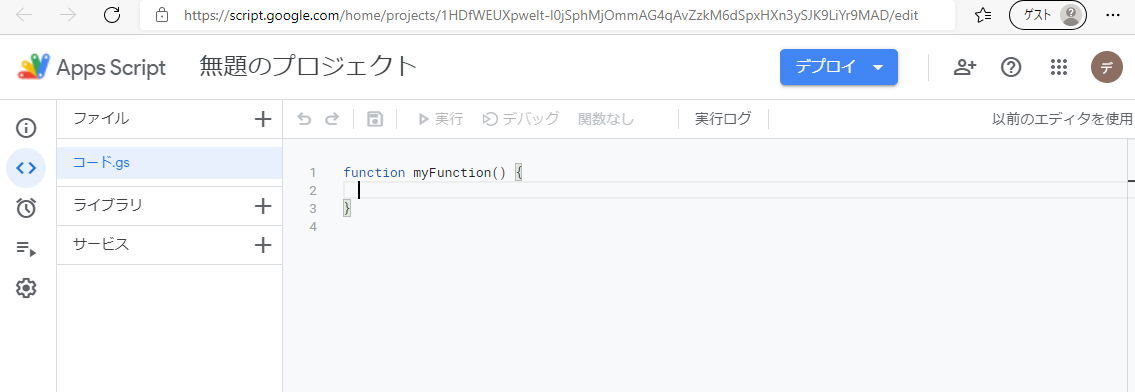 https://script.google.com/home/projects/1HDfWEUXpwelt-I0jSphMjOmmAG4qAvZzkM6dSpxHXn3ySJK9LiYr9MAD/edit
ゲスト
Apps Script
無題のプロジェクト
デプロイ
デ
ファイル
実行
デバッグ
関数なし
実行ログ
以前のエディタを使用
コード.gs
ライブラリ
サービス
1 function myFunction() {
2
3 }
4